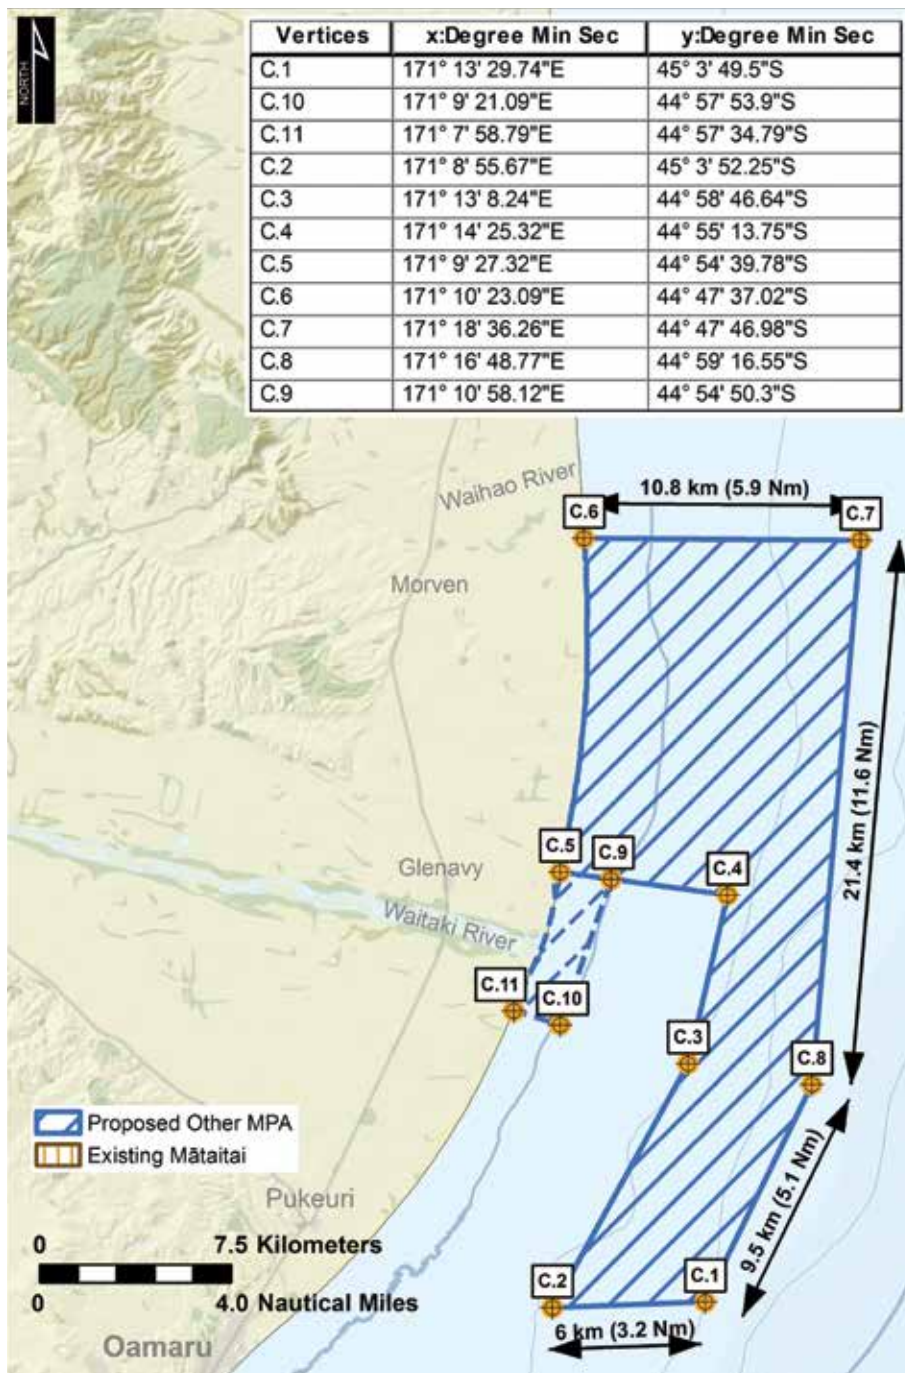 NORTH
Vertices x:Degree Min Sec y:Degree Min Sec
C.1 171° 13' 29.74"E 45° 3' 49.5"S
C.10 171° 9' 21.09"E 44° 57' 53.9"S
C.11 171° 7' 58.79"E 44° 57' 34.79"S
C.2 171° 8' 55.67"E 45° 3' 52.25"S
C.3 171° 13' 8.24"E 44° 58' 46.64"S
C.4 171° 14' 25.32"E 44° 55' 13.75"S
C.5 171° 9' 27.32"E 44° 54' 39.78"S
C.6 171° 10' 23.09"E 44° 47' 37.02"S
C.7 171° 18' 36.26"E 44° 47' 46.98"S
C.8 171° 16' 48.77"E 44° 59' 16.55"S
C.9 171° 10' 58.12"E 44° 54' 50.3"S
Waihao River
10.8 km (5.9 Nm)
C.6
C.7
Morven
21.4 km (11.6 Nm)
C.5
C.9
C.4
Glenavy
Waitaki River
C.11
C.10
C.3
C.8
Proposed Other MPA
Existing Mātaitai
9.5 km (5.1 Nm)
Pukeuri
0 7.5 Kilometers
0 4.0 Nautical Miles
C.2
C.1
6 km (3.2 Nm)
Oamaru